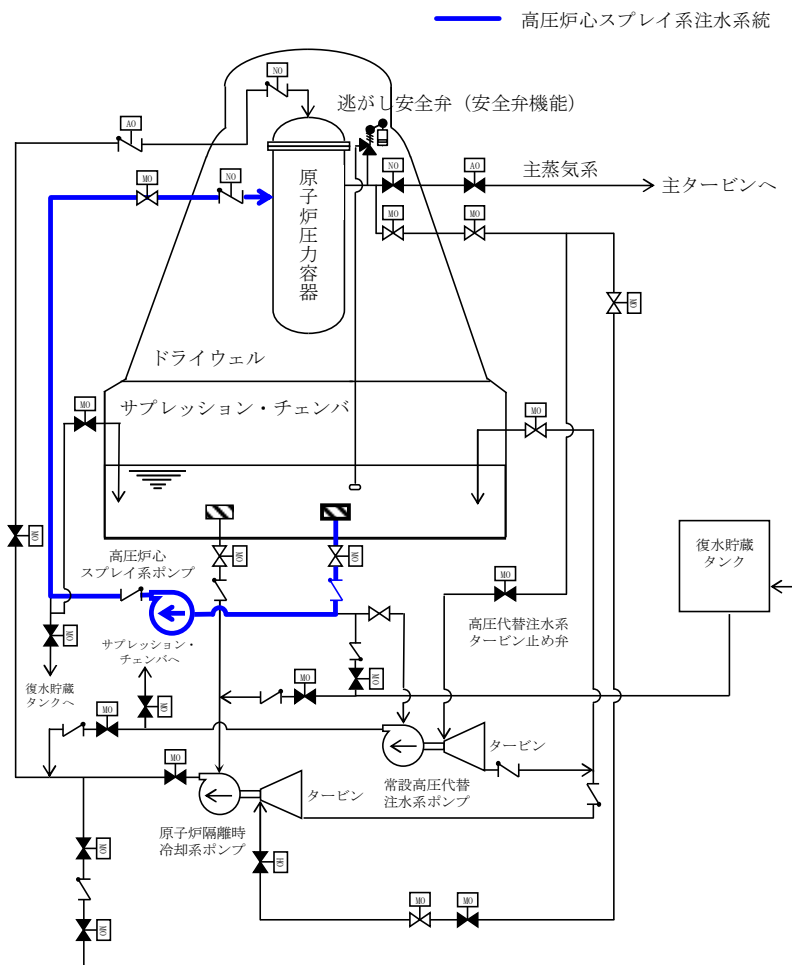 高圧炉心スプレイ系注水系統
NO
逃がし安全弁（安全弁機能）
AO
NO
AO
主蒸気系
MO
NO
主タービンへ
原子炉圧力容器
MO
MO
MO
ドライウェル
サプレッション・チェンバ
MO
MO
MO
復水貯蔵
タンク
高圧炉心
スプレイ系ポンプ
MO
MO
MO
高圧代替注水系
タービン止め弁
MO
サプレッション・
チェンバへ
復水貯蔵
タンクへ
MO
MO
MO
MO
タービン
常設高圧代替
注水系ポンプ
MO
タービン
原子炉隔離時
冷却系ポンプ
MO
HO
MO
MO
MO